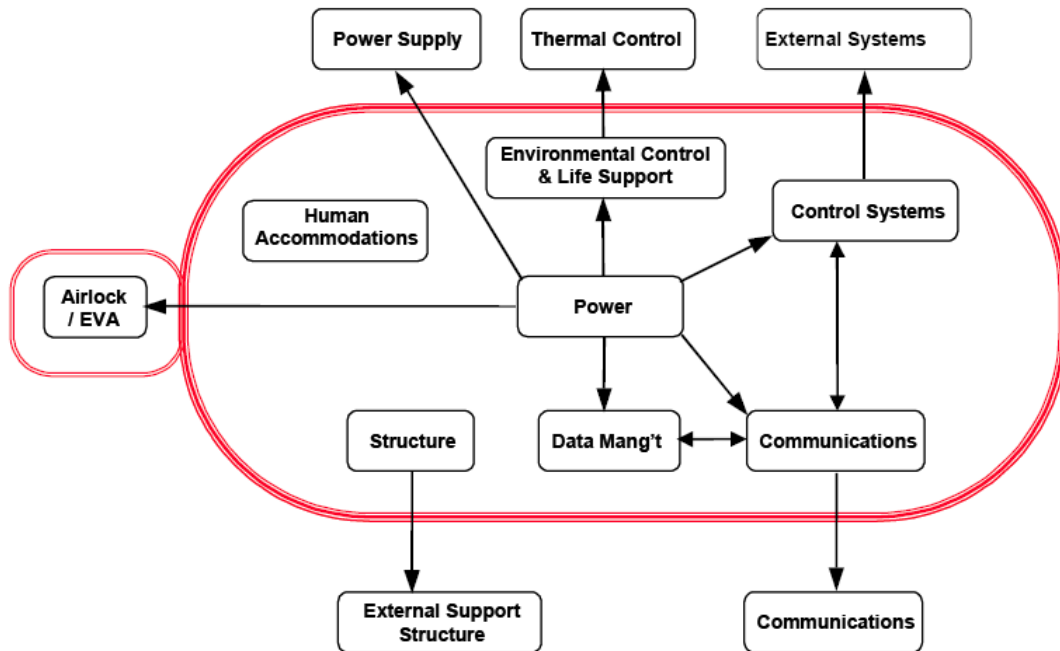 Power Supply
Thermal Control
External Systems
Environmental Control
& Life Support
Human
Accommodations
Control Systems
Airlock
/ EVA
Power
Structure
Data Mang't
Communications
External Support
Structure
Communications